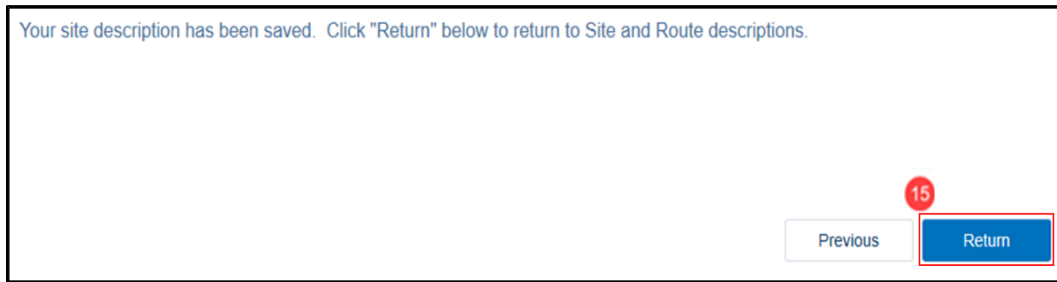 Your site description has been saved.  Click "Return" below to return to Site and Route descriptions.
15
Previous
Return